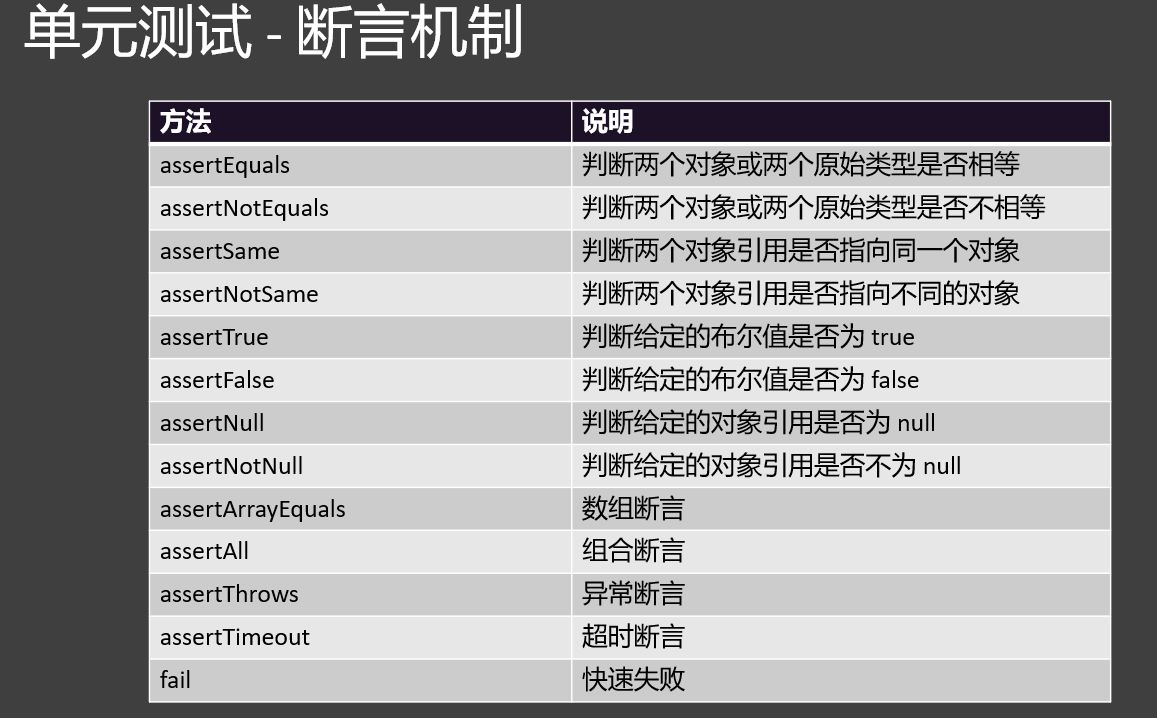 单元测试 - 断言机制
方法 说明
assertEquals 判断两个对象或两个原始类型是否相等
assertNotEquals 判断两个对象或两个原始类型是否不相等
assertSame 判断两个对象引用是否指向同一个对象
assertNotSame 判断两个对象引用是否指向不同的对象
assertTrue 判断给定的布尔值是否为 true
assertFalse 判断给定的布尔值是否为 false
assertNull 判断给定的对象引用是否为 null
assertNotNull 判断给定的对象引用是否不为 null
assertArrayEquals 数组断言
assertAll 组合断言
assertThrows 异常断言
assertTimeout 超时断言
fail 快速失败